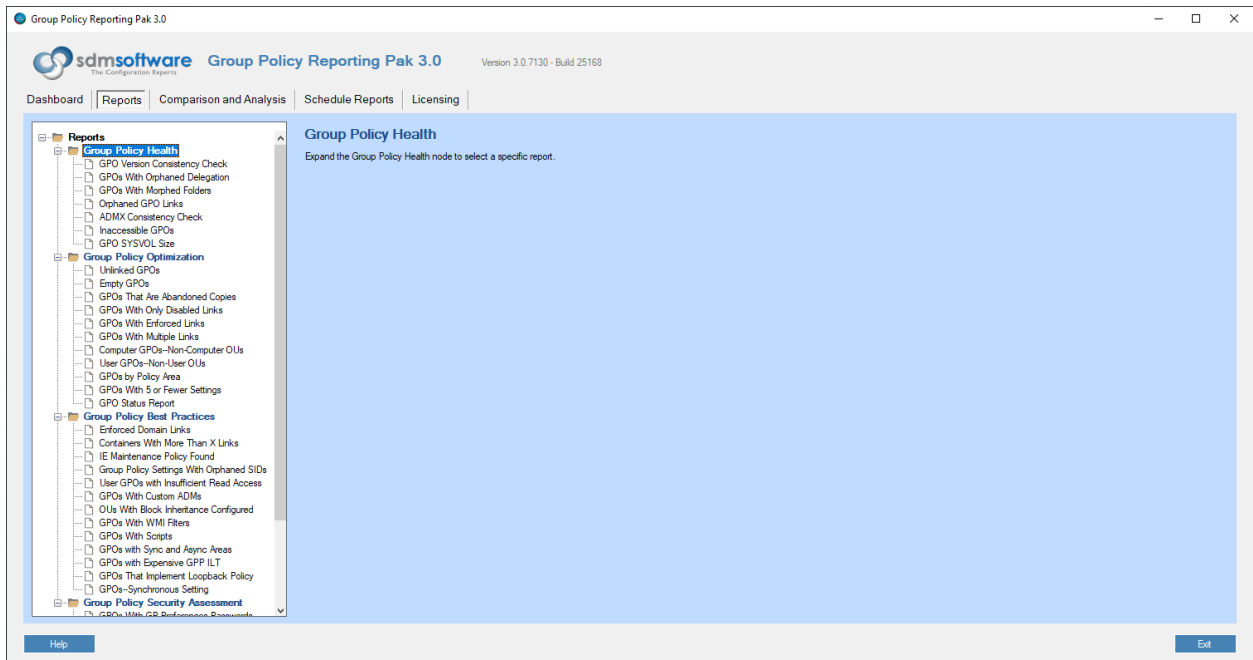 Group Policy Reporting Pak 3.0
sdmsoftware
The Configuration Experts
Group Policy Reporting Pak 3.0
Version 3.0.7130 - Build 25168
Dashboard
Reports
Comparison and Analysis
Schedule Reports
Licensing
Reports
Group Policy Health
GPO Version Consistency Check
GPOs With Orphaned Delegation
GPOs With Morphed Folders
Orphaned GPO Links
ADMX Consistency Check
Inaccessible GPOs
GPO SYSVOL Size
Group Policy Optimization
Unlinked GPOs
Empty GPOs
GPOs That Are Abandoned Copies
GPOs With Only Disabled Links
GPOs With Enforced Links
GPOs With Multiple Links
Computer GPOs--Non-Computer OUs
User GPOs--Non-User OUs
GPOs by Policy Area
GPOs With 5 or Fewer Settings
GPO Status Report
Group Policy Best Practices
Enforced Domain Links
Containers With More Than X Links
IE Maintenance Policy Found
Group Policy Settings With Orphaned SIDs
User GPOs with Insufficient Read Access
GPOs With Custom ADMs
OUs With Block Inheritance Configured
GPOs With WMI Filters
GPOs With Scripts
GPOs with Sync and Async Areas
GPOs with Expensive GPP ILT
GPOs That Implement Loopback Policy
GPOs--Synchronous Setting
Group Policy Security Assessment
GPOs With GP Preferences Passwords
Group Policy Health
Expand the Group Policy Health node to select a specific report.
Help
Exit